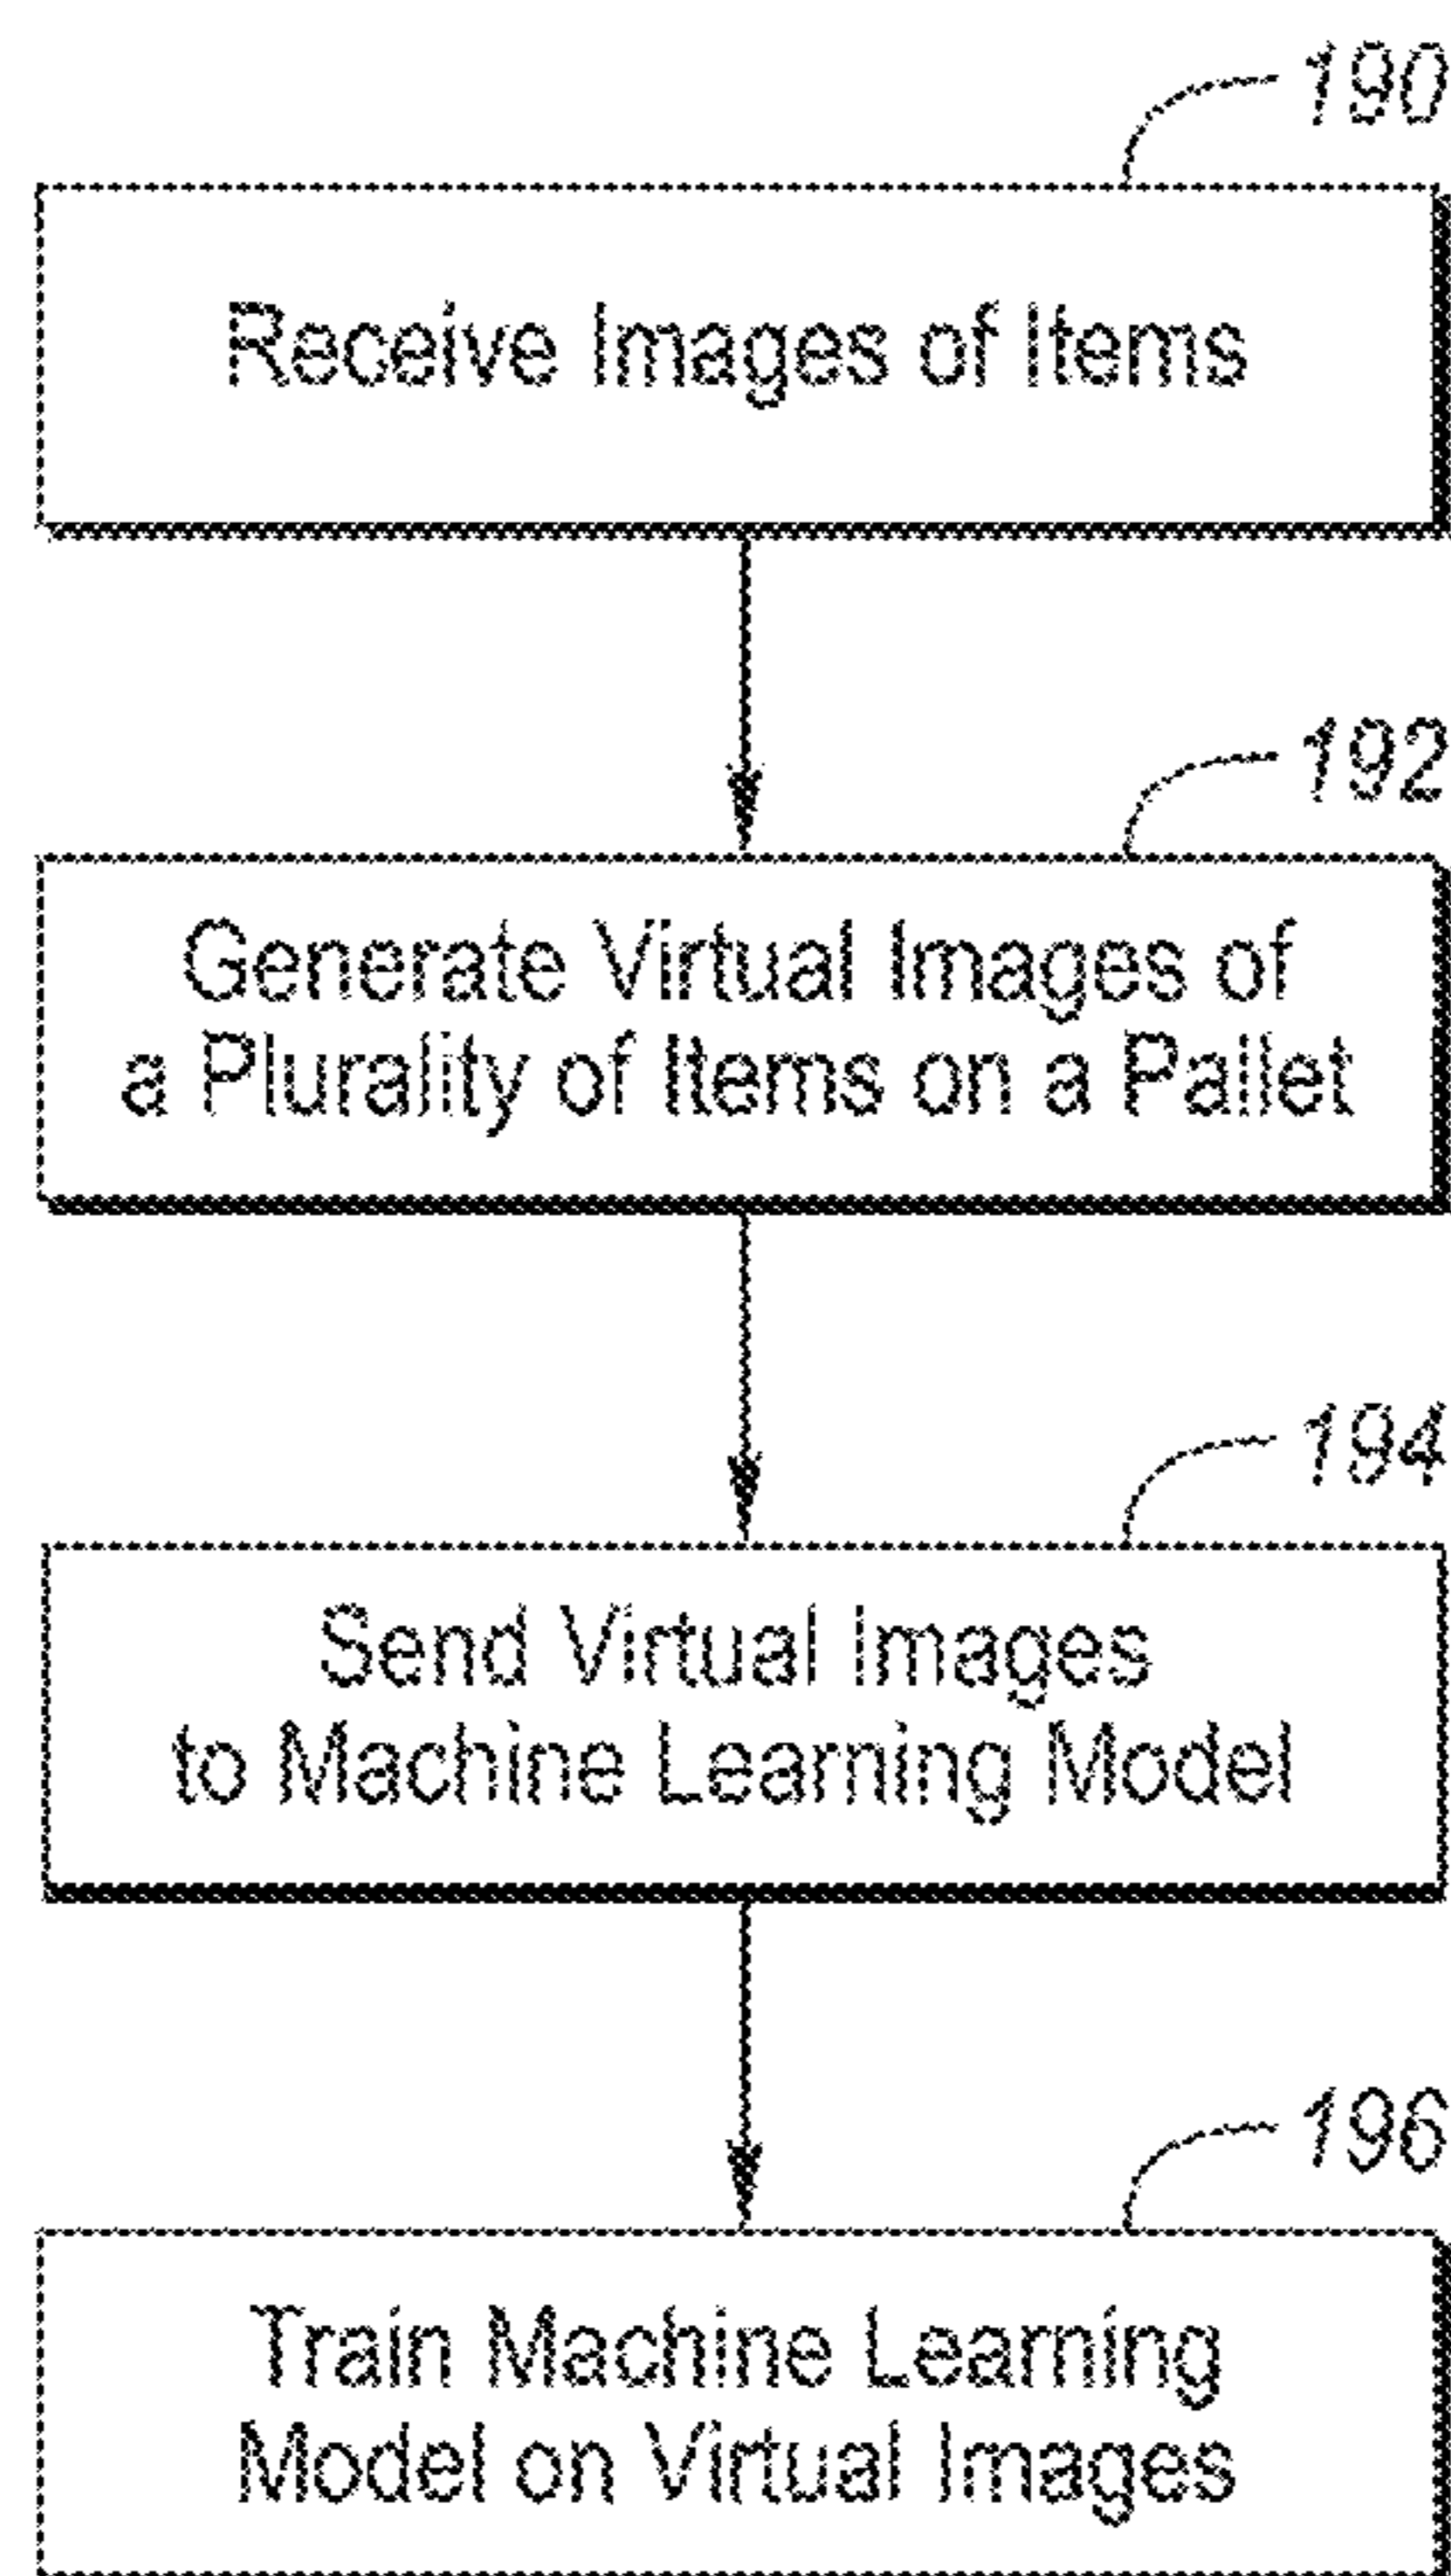 190
Receive Images of Items
192
Generate Virtual Images of
a Plurality of Items on a Pallet
194
Send Virtual Images
to Machine Learning Model
196
Train Machine Learning
Model on Virtual Images